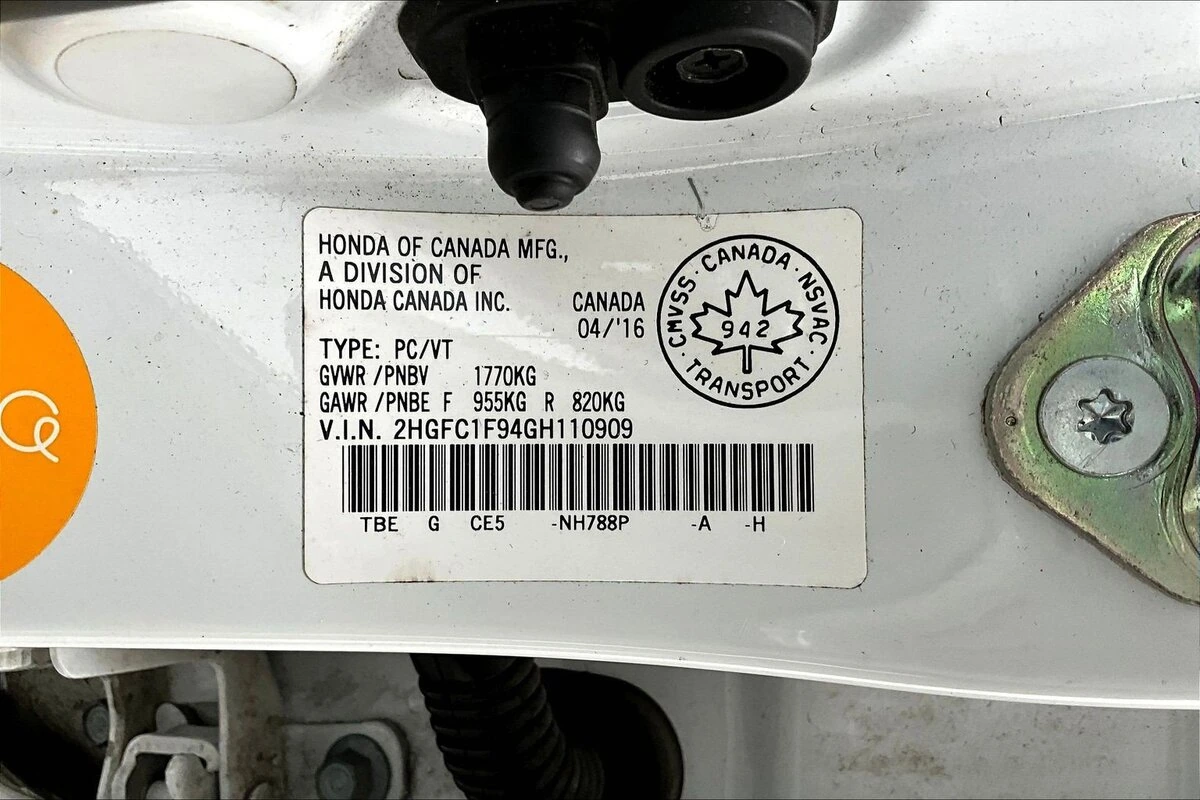 HONDA OF CANADA MFG.,
A DIVISION OF
HONDA CANADA INC. CANADA
04/'16
TYPE: PC/VT
GVWR /PNBV 1770KG
GAWR /PNBE F 955KG R 820KG
V.I.N. 2HGFC1F94GH110909
TBE G CE5 -NH788P -A -H
CMVSS · CANADA · NSVAC · TRANSPORT ·
942